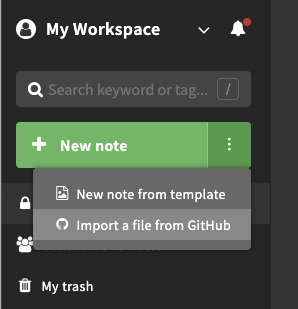 My Workspace
Search keyword or tag...
/
New note
New note from template
Import a file from GitHub
My trash